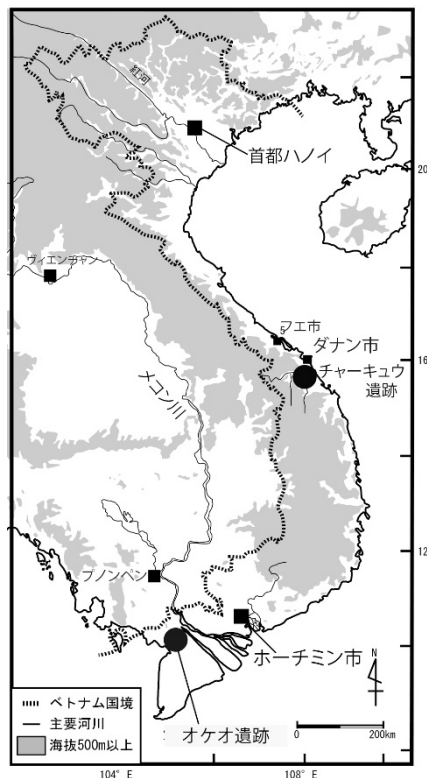 紅河
首都ハノイ
20
ヴィエンチャン
フエ市
5
ダナン市
16
チャーキュウ
遺跡
メコン川
12
プノンペン
ホーチミン市
N
ベトナム国境
主要河川
海抜500m以上
オケオ遺跡
0
200km
104° E
108° E